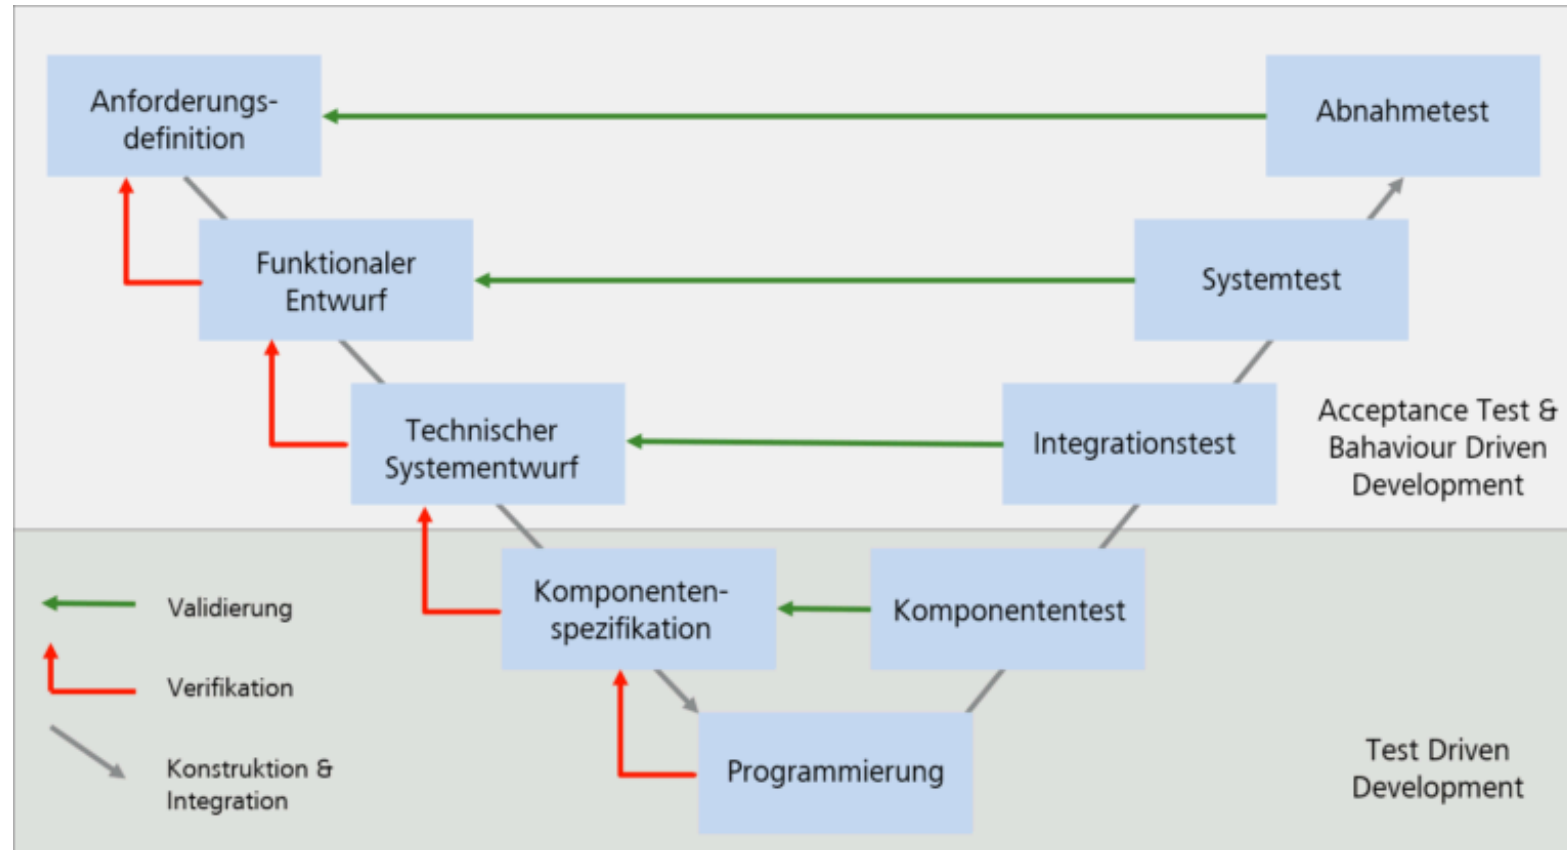 Anforderungs-
definition
Abnahmetest
Funktionaler
Entwurf
Systemtest
Technischer
Systementwurf
Integrationstest
Acceptance Test &
Bahaviour Driven
Development
Komponenten-
spezifikation
Komponententest
Validierung
Verifikation
Konstruktion &
Integration
Programmierung
Test Driven
Development